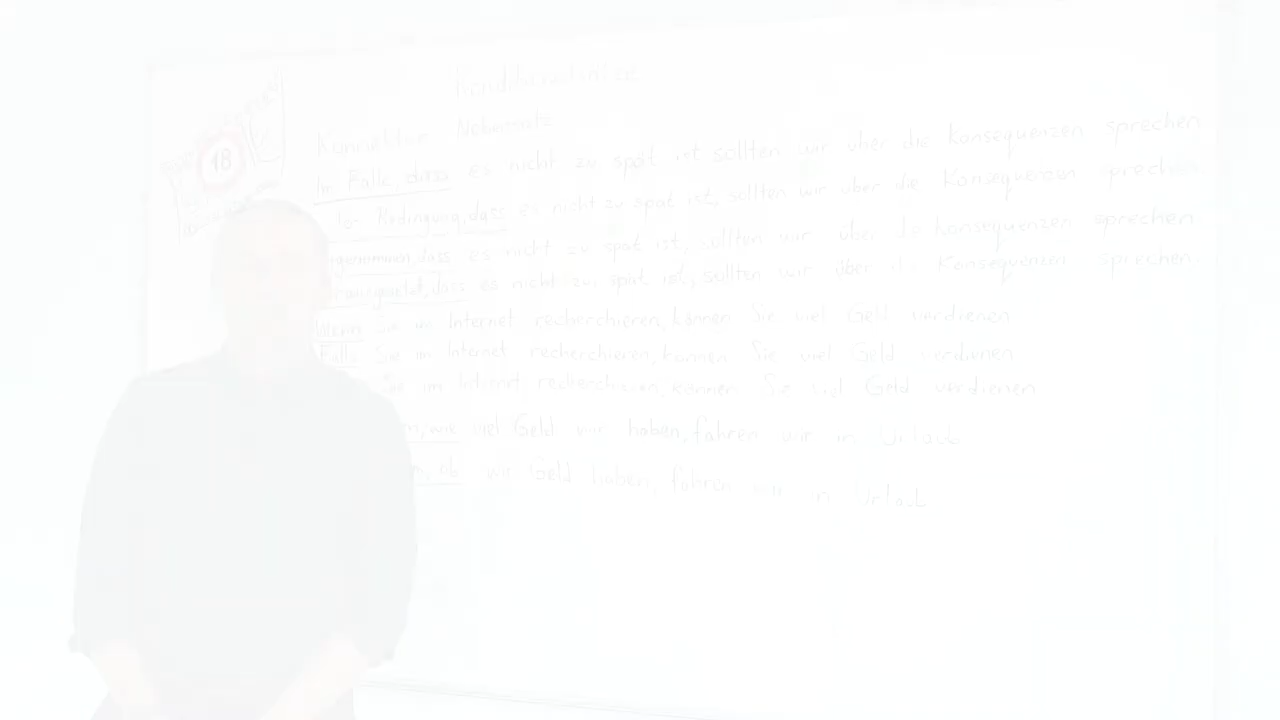 18
Konditionalsätze
Konnektor Nebensatz
Im Falle, dass es nicht zu spät ist sollten wir über die Konsequenzen sprechen
Bedingung, dass es nicht zu spät ist, sollten wir über die Konsequenzen sprechen
genommen, dass es nicht zu spät ist, sollten wir über die Konsequenzen sprechen
dass es nicht zu spät ist, sollten wir über die Konsequenzen sprechen.
Wenn Sie im Internet recherchieren, können Sie viel Geld verdienen
Falls Sie im Internet recherchieren, können Sie viel Geld verdienen
Sie im Internet recherchieren, können Sie viel Geld verdienen
wie viel Geld wir haben, fahren wir in Urlaub
ob wir Geld haben, fahren wir in Urlaub